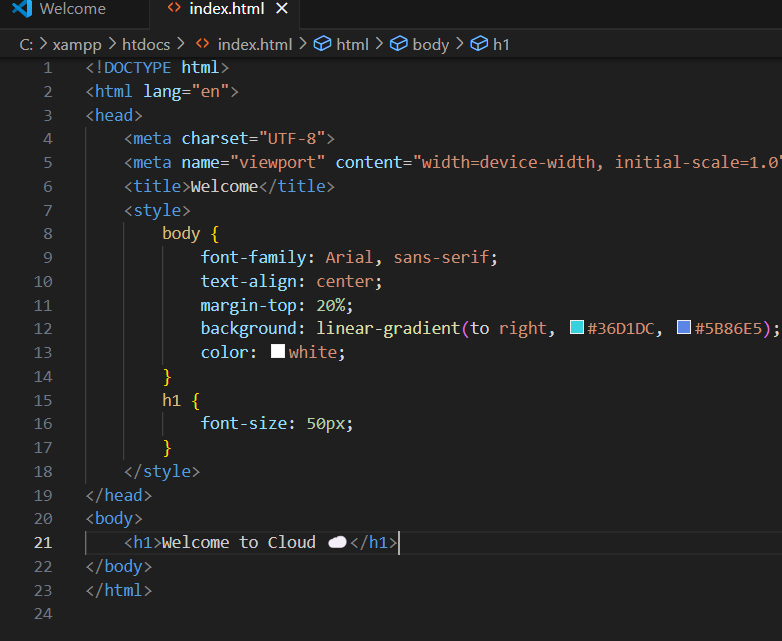 Welcome
<> index.html ×
C: > xampp > htdocs > <> index.html > html > body > h1
1 <!DOCTYPE html>
2 <html lang="en">
3 <head>
4     <meta charset="UTF-8">
5     <meta name="viewport" content="width=device-width, initial-scale=1.0"
6     <title>Welcome</title>
7     <style>
8         body {
9             font-family: Arial, sans-serif;
10             text-align: center;
11             margin-top: 20%;
12             background: linear-gradient(to right, #36D1DC, #5B86E5);
13             color: white;
14         }
15         h1 {
16             font-size: 50px;
17         }
18     </style>
19 </head>
20 <body>
21     <h1>Welcome to Cloud ☁️</h1>
22 </body>
23 </html>
24